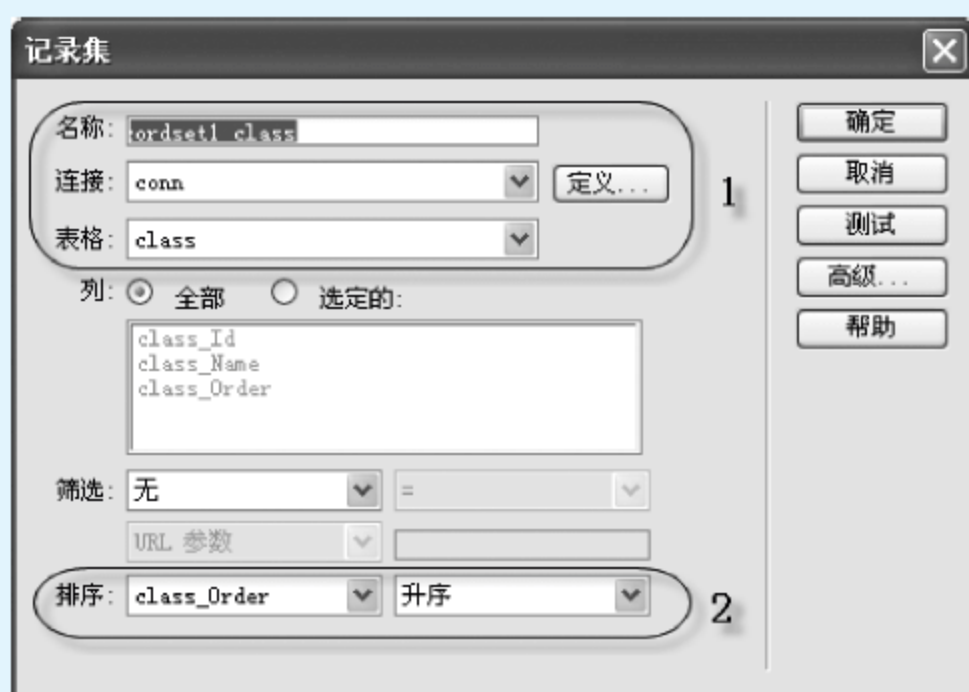 记录集
名称: ordset1_class
连接: conn 定义...
1
表格: class
列: 全部 选定的:
class_Id
class_Name
class_Order
筛选: 无 =
URL 参数
排序: class_Order 升序
2
确定
取消
测试
高级...
帮助